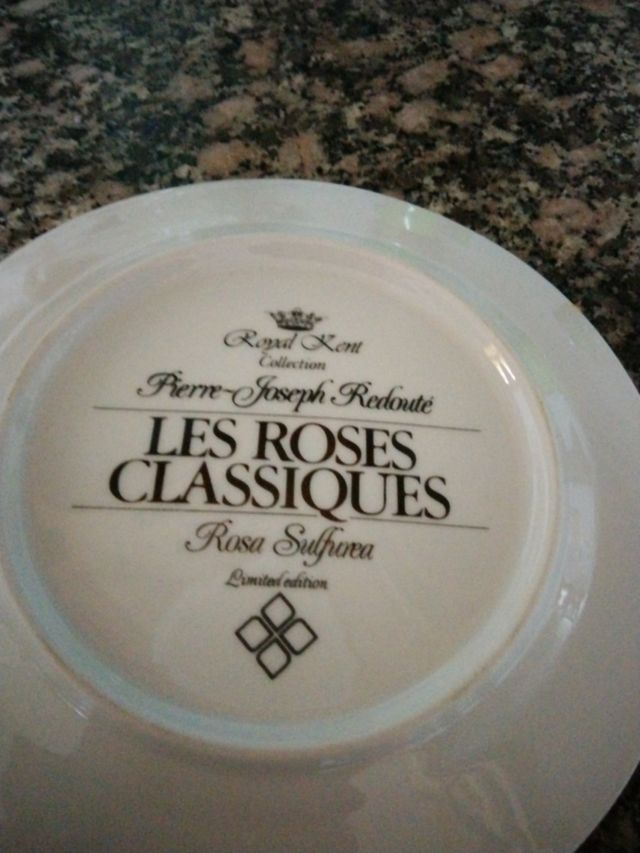 Royal Kent
Collection
Pierre-Joseph Redouté
LES ROSES
CLASSIQUES
Rosa Sulfurea
Limited edition